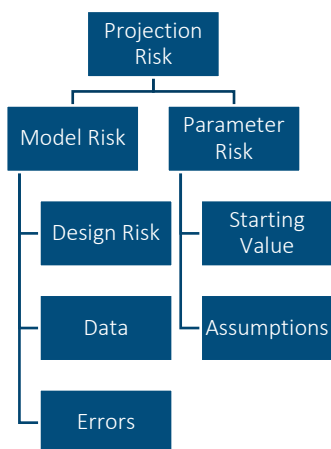 Projection
Risk
Model Risk
Parameter
Risk
Design Risk
Starting
Value
Data
Assumptions
Errors